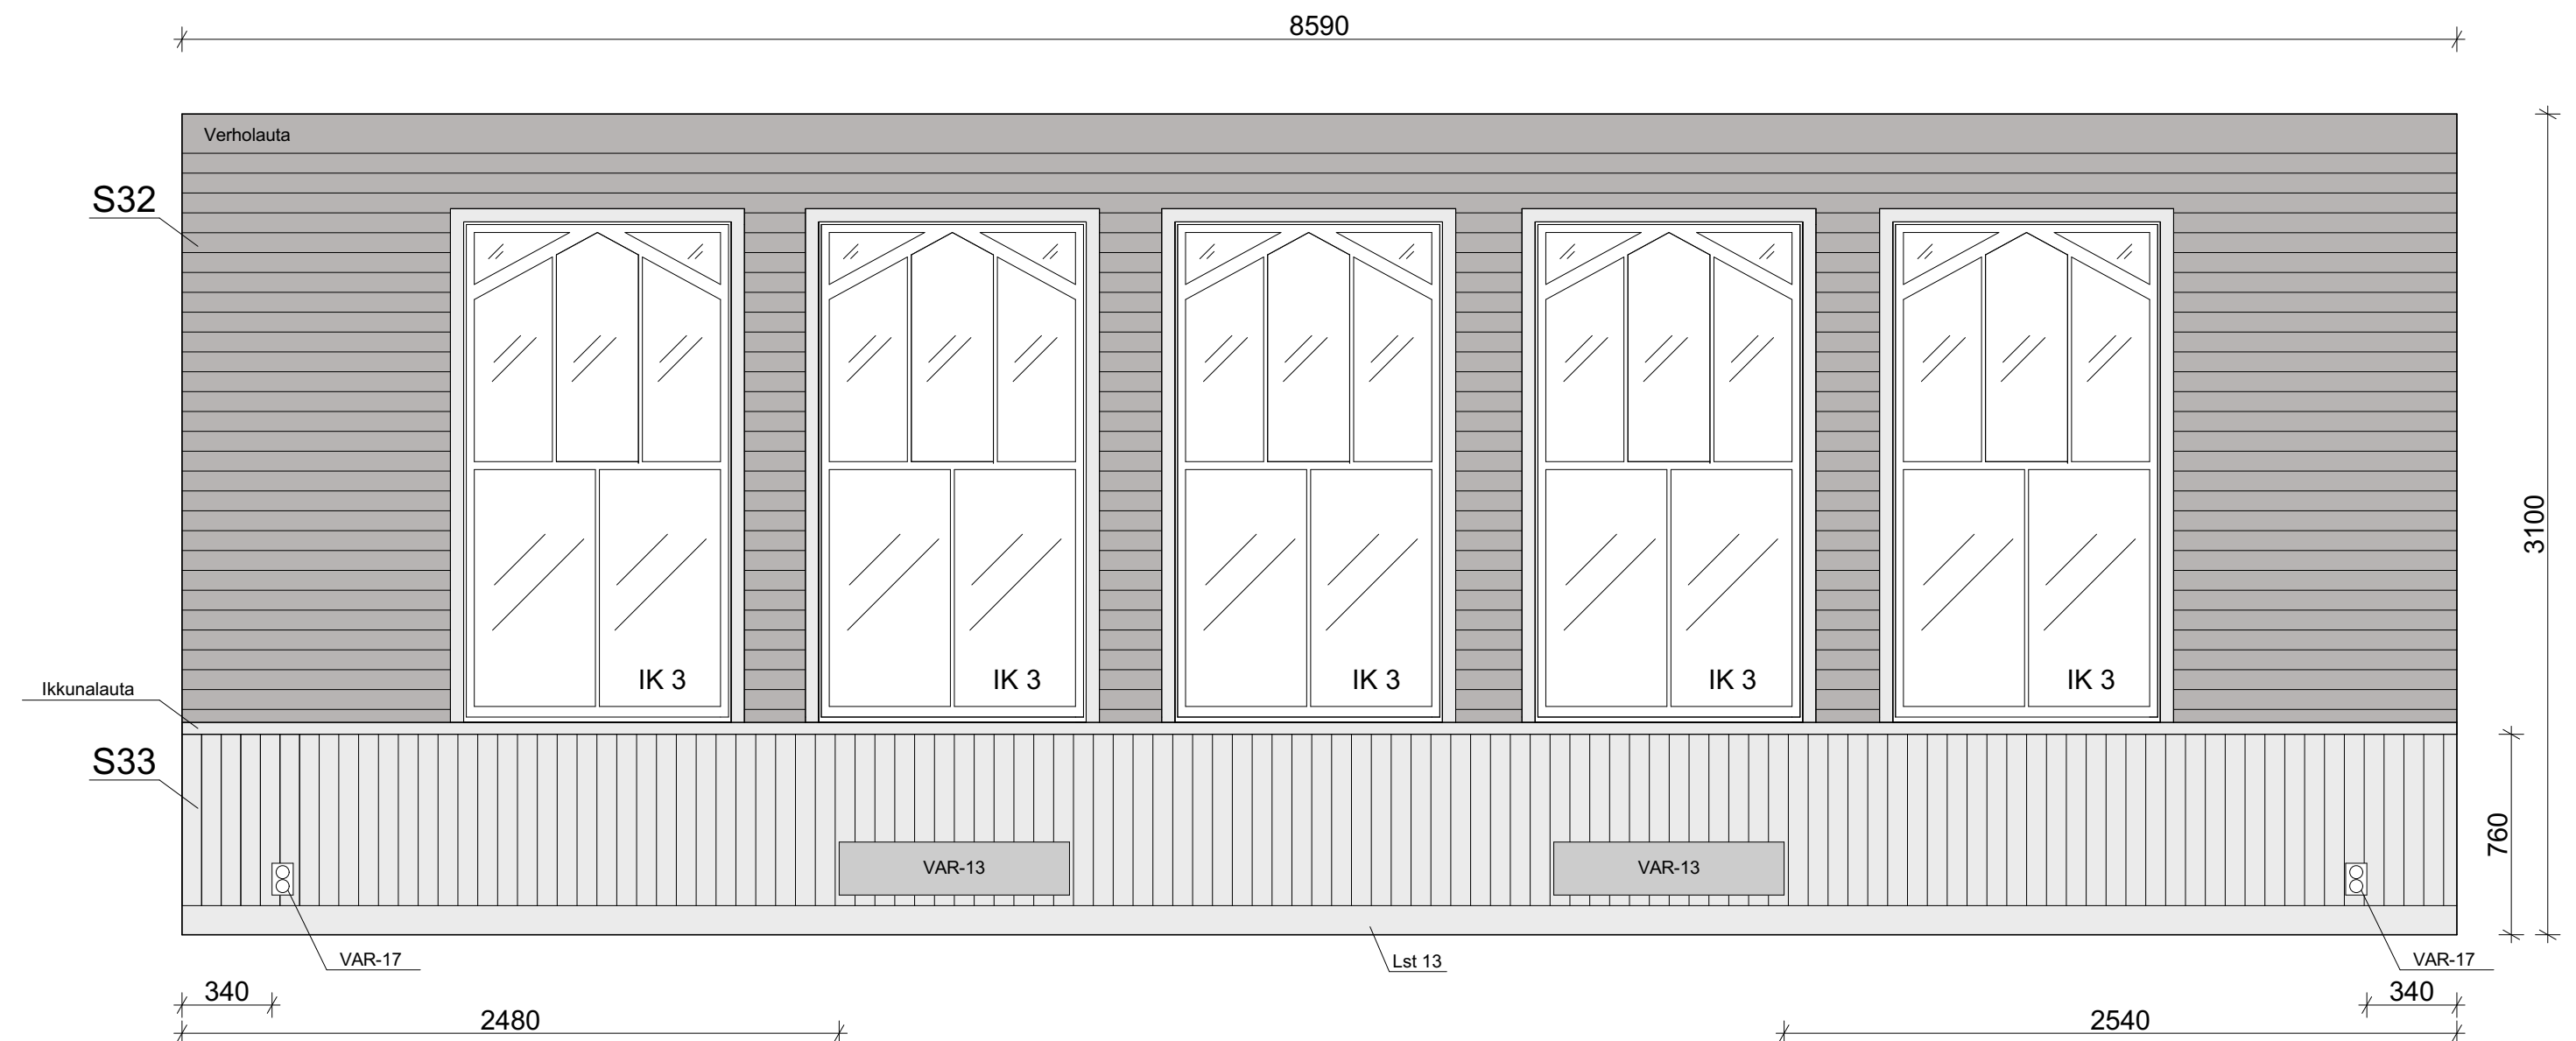 8590
Verholauta
S32
3100
IK 3
IK 3
IK 3
IK 3
IK 3
Ikkunalauta
S33
760
VAR-13
VAR-13
VAR-17
Lst 13
VAR-17
340
340
2480
2540